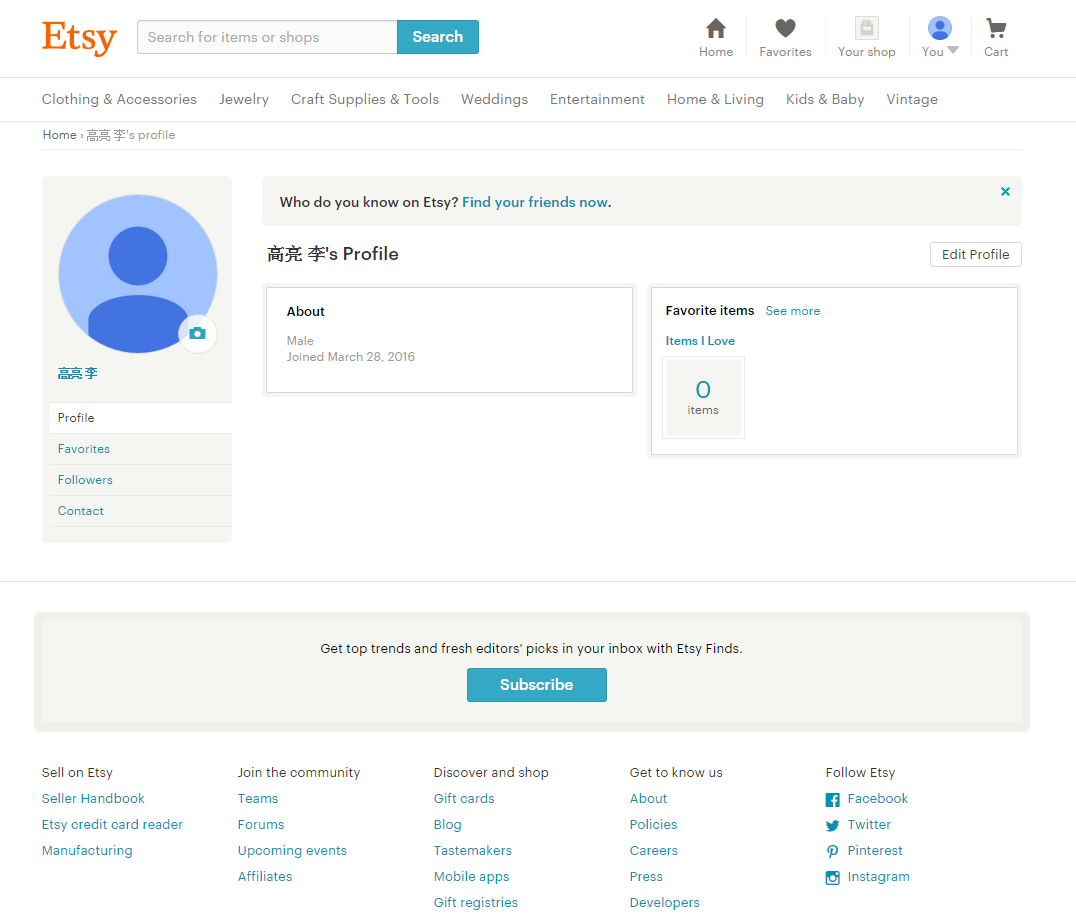 Etsy
Search for items or shops
Search
Home
Favorites
Your shop
You
Cart
Clothing & Accessories Jewelry Craft Supplies & Tools Weddings Entertainment Home & Living Kids & Baby Vintage
Home › 高亮 李's profile
Who do you know on Etsy? Find your friends now.
高亮 李's Profile
Edit Profile
高亮 李
Profile
Favorites
Followers
Contact
About
Male
Joined March 28, 2016
Favorite items See more
Items I Love
0
items
Get top trends and fresh editors' picks in your inbox with Etsy Finds.
Subscribe
Sell on Etsy
Seller Handbook
Etsy credit card reader
Manufacturing
Join the community
Teams
Forums
Upcoming events
Affiliates
Discover and shop
Gift cards
Blog
Tastemakers
Mobile apps
Gift registries
Get to know us
About
Policies
Careers
Press
Developers
Follow Etsy
Facebook
Twitter
Pinterest
Instagram